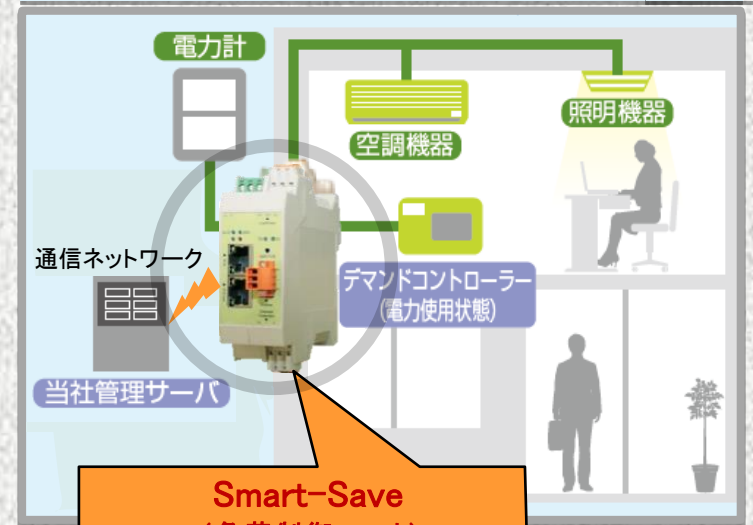 電力計
空調機器
照明機器
通信ネットワーク
デマンドコントローラー
(電力使用状態)
当社管理サーバ
Smart-Save